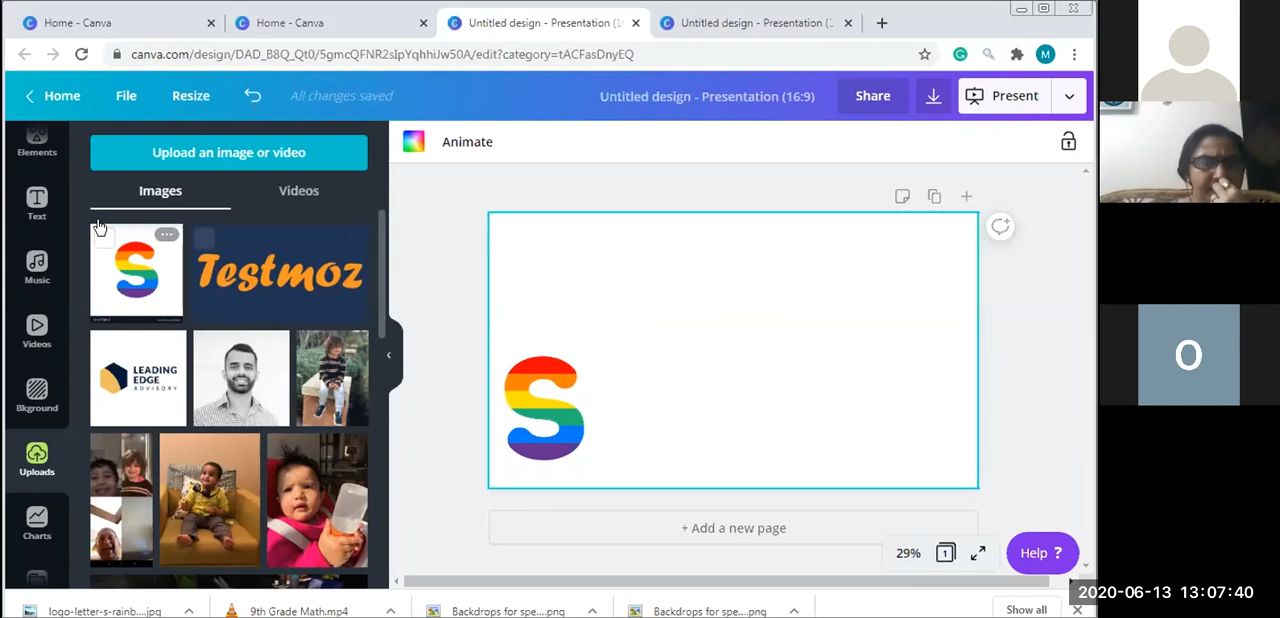 Home - Canva
Home - Canva
Untitled design - Presentation (1
Untitled design - Presentation (1
canva.com/design/DAD_B8Q_Qt0/5gmcQFNR2sIpYqhhiJw50A/edit?category=tACFasDnyEQ
M
Home
File
Resize
All changes saved
Untitled design - Presentation (16:9)
Share
Present
Elements
Text
Music
Videos
Bkground
Uploads
Charts
Upload an image or video
Images
Videos
S
Testmoz
LEADING
EDGE
ADVISORY
Animate
S
+ Add a new page
29%
1
Help ?
O
2020-06-13 13:07:40
logo-letter-s-rainb....jpg
9th Grade Math.mp4
Backdrops for spe....png
Backdrops for spe....png
Show all